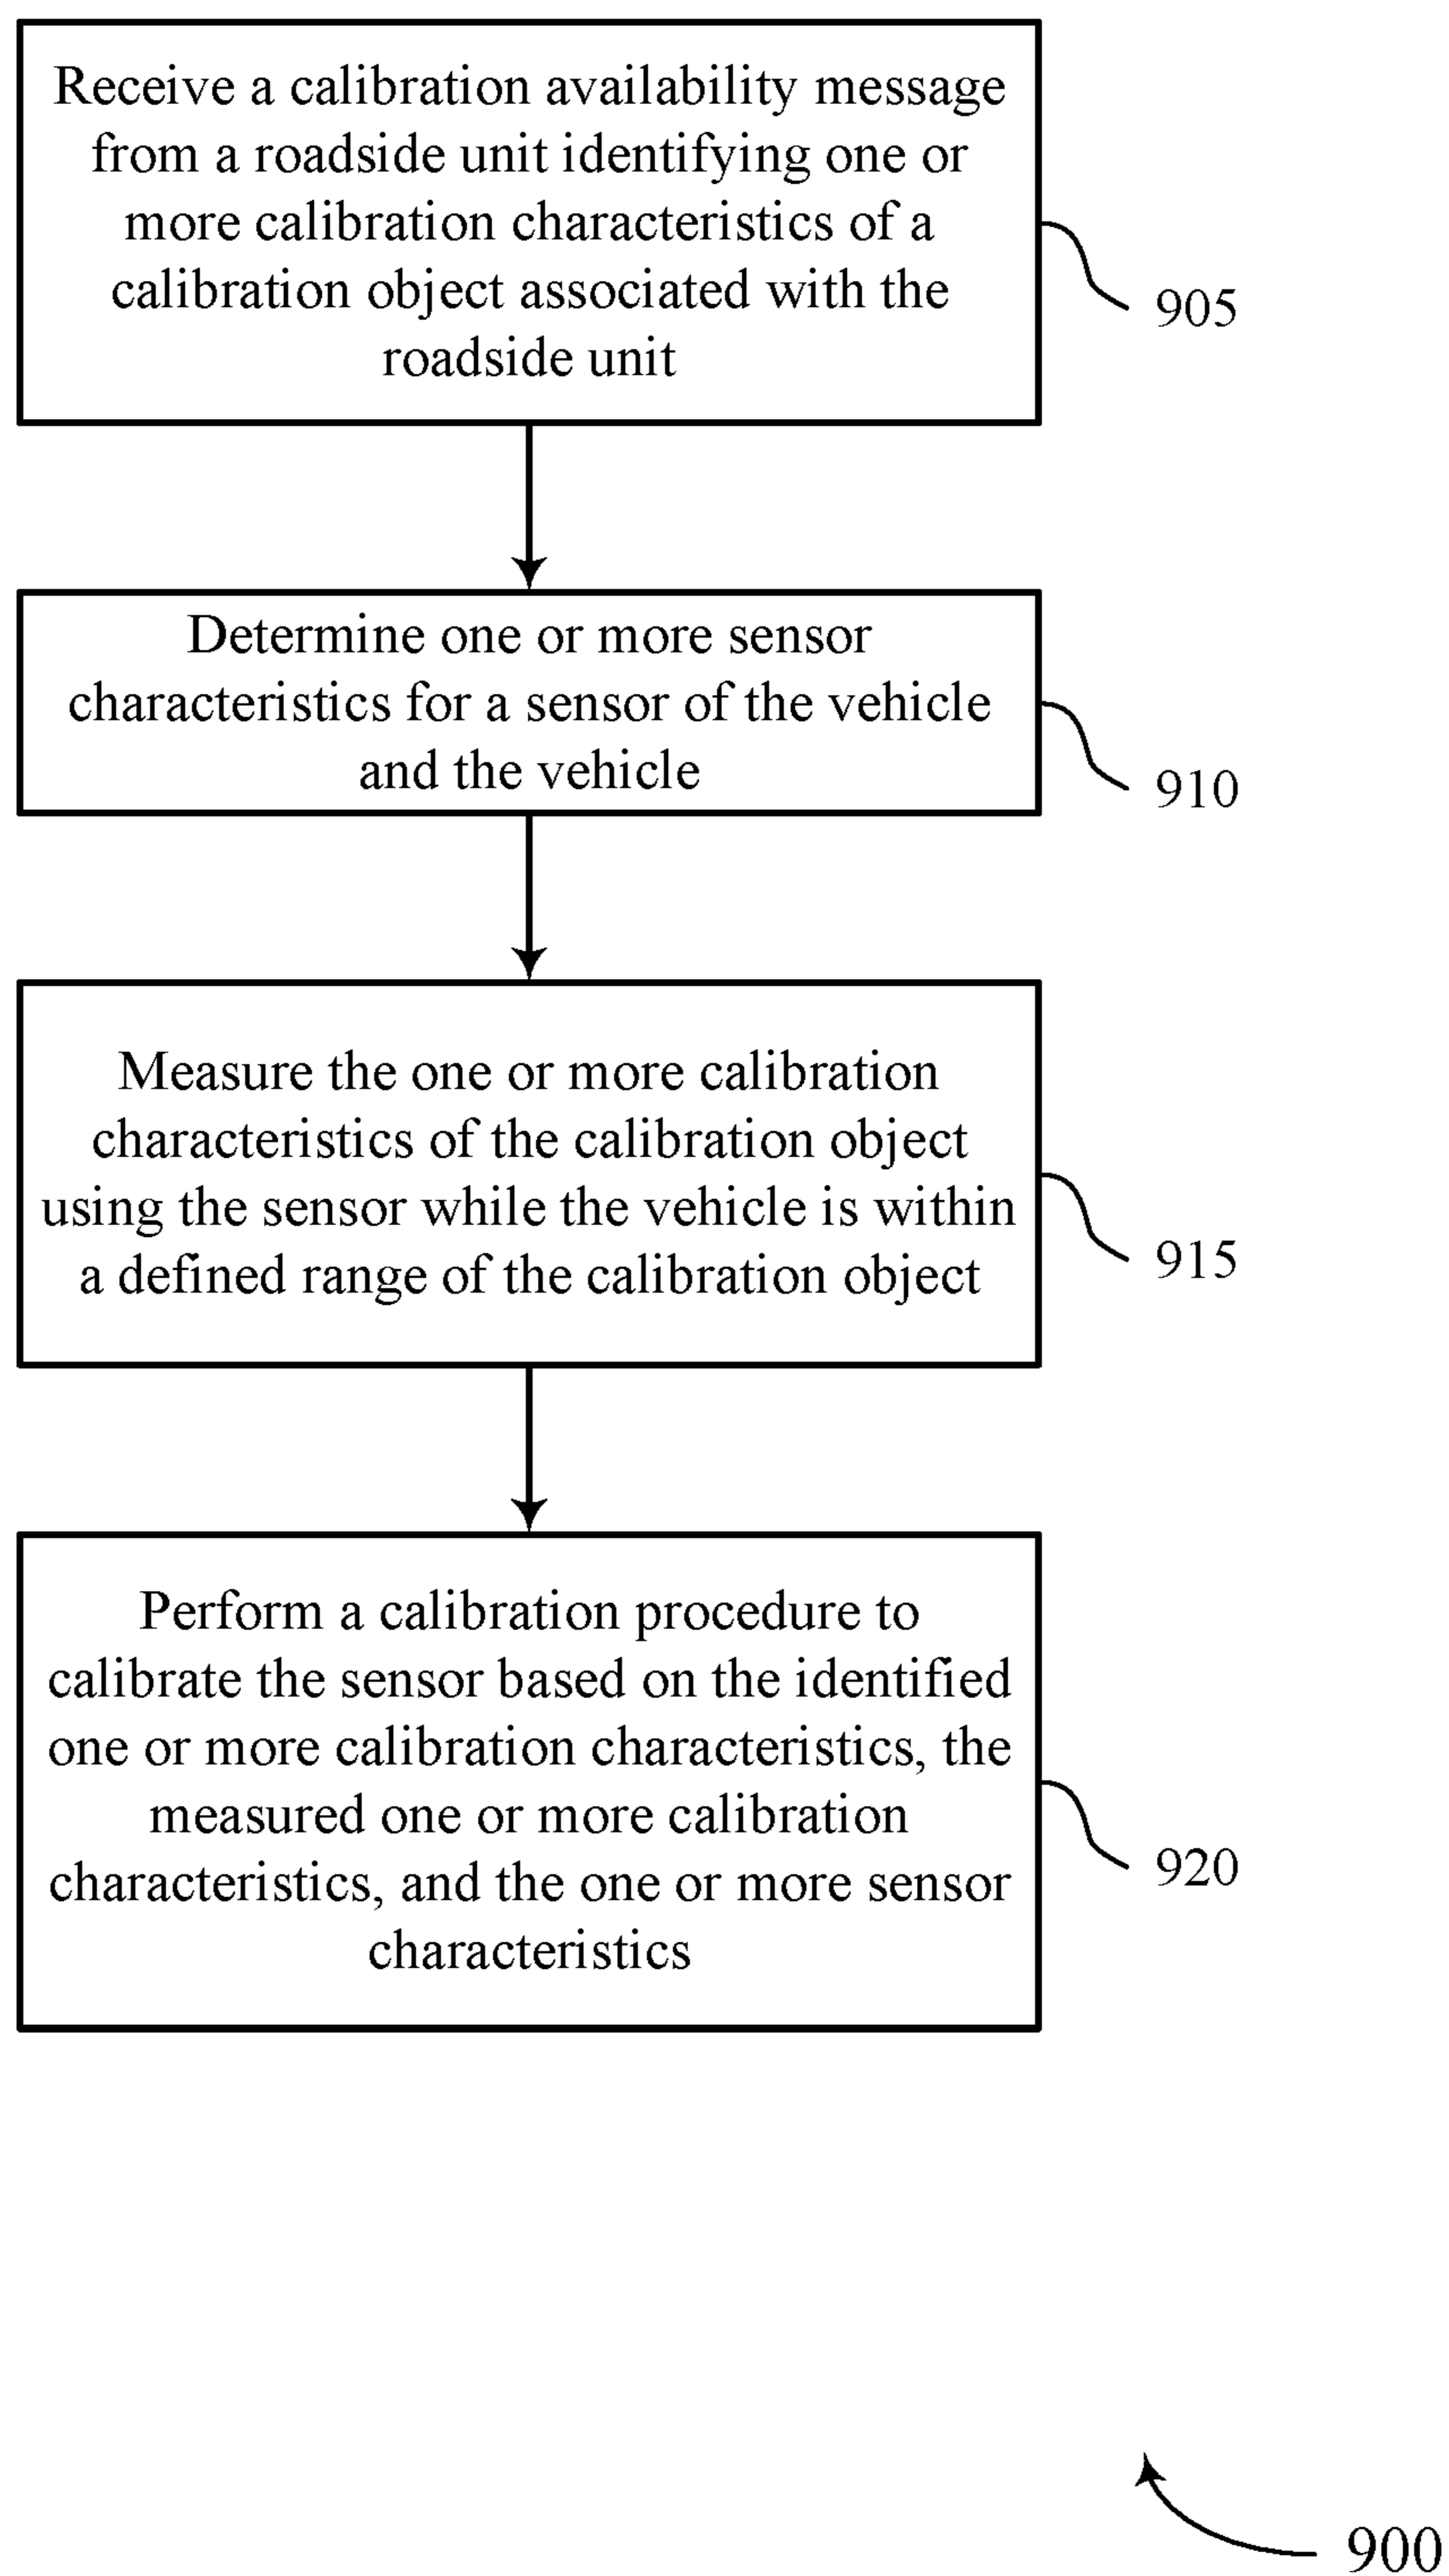 Receive a calibration availability message
from a roadside unit identifying one or
more calibration characteristics of a
calibration object associated with the
roadside unit
905
Determine one or more sensor
characteristics for a sensor of the vehicle
and the vehicle
910
Measure the one or more calibration
characteristics of the calibration object
using the sensor while the vehicle is within
a defined range of the calibration object
915
Perform a calibration procedure to
calibrate the sensor based on the identified
one or more calibration characteristics, the
measured one or more calibration
characteristics, and the one or more sensor
characteristics
920
900